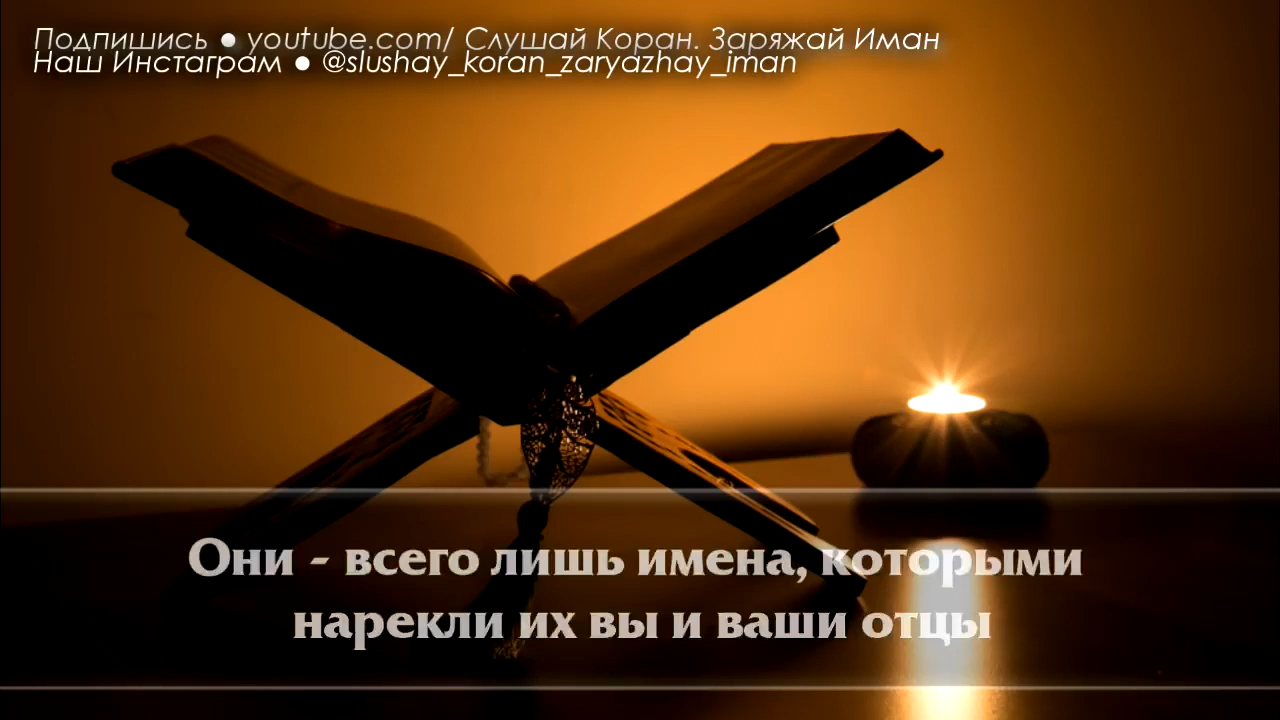 Подпишись ● youtube.com/ Слушай Коран. Заряжай Иман
Наш Инстаграм ● @slushay_koran_zaryazhay_iman
Они - всего лишь имена, которыми
нарекли их вы и ваши отцы